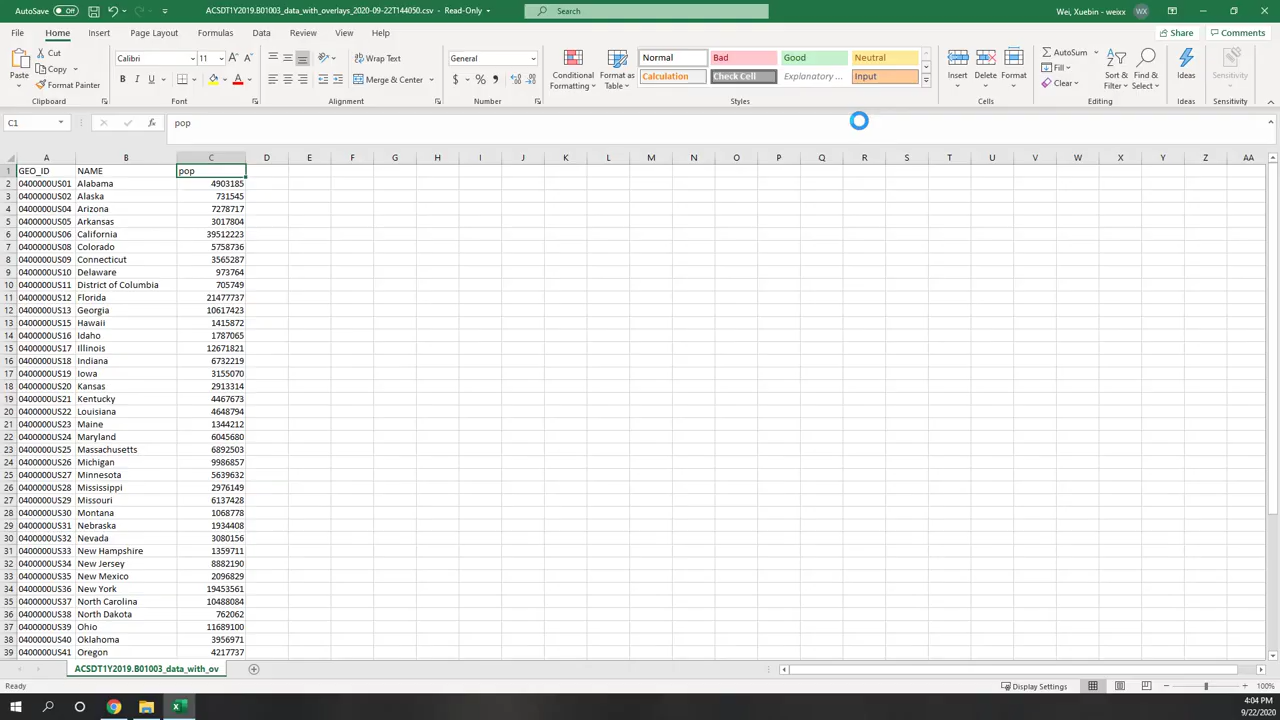 AutoSave Off ACSDT1Y2019.B01003_data_with_overlays_2020-09-22T144050.csv - Read-Only Search Wei, Xuebin - weixx WX
File Home Insert Page Layout Formulas Data Review View Help Share Comments
Paste Cut Copy Format Painter Clipboard
Calibri 11 A A B I U A Font
Wrap Text Merge & Center Alignment
General $ % , Number
Conditional Formatting Format as Table Normal Bad Good Neutral Calculation Check Cell Explanatory ... Input Styles
Insert Delete Format Cells
AutoSum Fill Clear Sort & Filter Find & Select Editing
Ideas Ideas Sensitivity Sensitivity
C1 fx pop
A B C D E F G H I J K L M N O P Q R S T U V W X Y Z AA
1 GEO_ID NAME pop
2 0400000US01 Alabama 4903185
3 0400000US02 Alaska 731545
4 0400000US04 Arizona 7278717
5 0400000US05 Arkansas 3017804
6 0400000US06 California 39512223
7 0400000US08 Colorado 5758736
8 0400000US09 Connecticut 3565287
9 0400000US10 Delaware 973764
10 0400000US11 District of Columbia 705749
11 0400000US12 Florida 21477737
12 0400000US13 Georgia 10617423
13 0400000US15 Hawaii 1415872
14 0400000US16 Idaho 1787065
15 0400000US17 Illinois 12671821
16 0400000US18 Indiana 6732219
17 0400000US19 Iowa 3155070
18 0400000US20 Kansas 2913314
19 0400000US21 Kentucky 4467673
20 0400000US22 Louisiana 4648794
21 0400000US23 Maine 1344212
22 0400000US24 Maryland 6045680
23 0400000US25 Massachusetts 6892503
24 0400000US26 Michigan 9986857
25 0400000US27 Minnesota 5639632
26 0400000US28 Mississippi 2976149
27 0400000US29 Missouri 6137428
28 0400000US30 Montana 1068778
29 0400000US31 Nebraska 1934408
30 0400000US32 Nevada 3080156
31 0400000US33 New Hampshire 1359711
32 0400000US34 New Jersey 8882190
33 0400000US35 New Mexico 2096829
34 0400000US36 New York 19453561
35 0400000US37 North Carolina 10488084
36 0400000US38 North Dakota 762062
37 0400000US39 Ohio 11689100
38 0400000US40 Oklahoma 3956971
39 0400000US41 Oregon 4217737
ACSDT1Y2019.B01003_data_with_ov
Ready Display Settings 100%
4:04 PM
9/22/2020